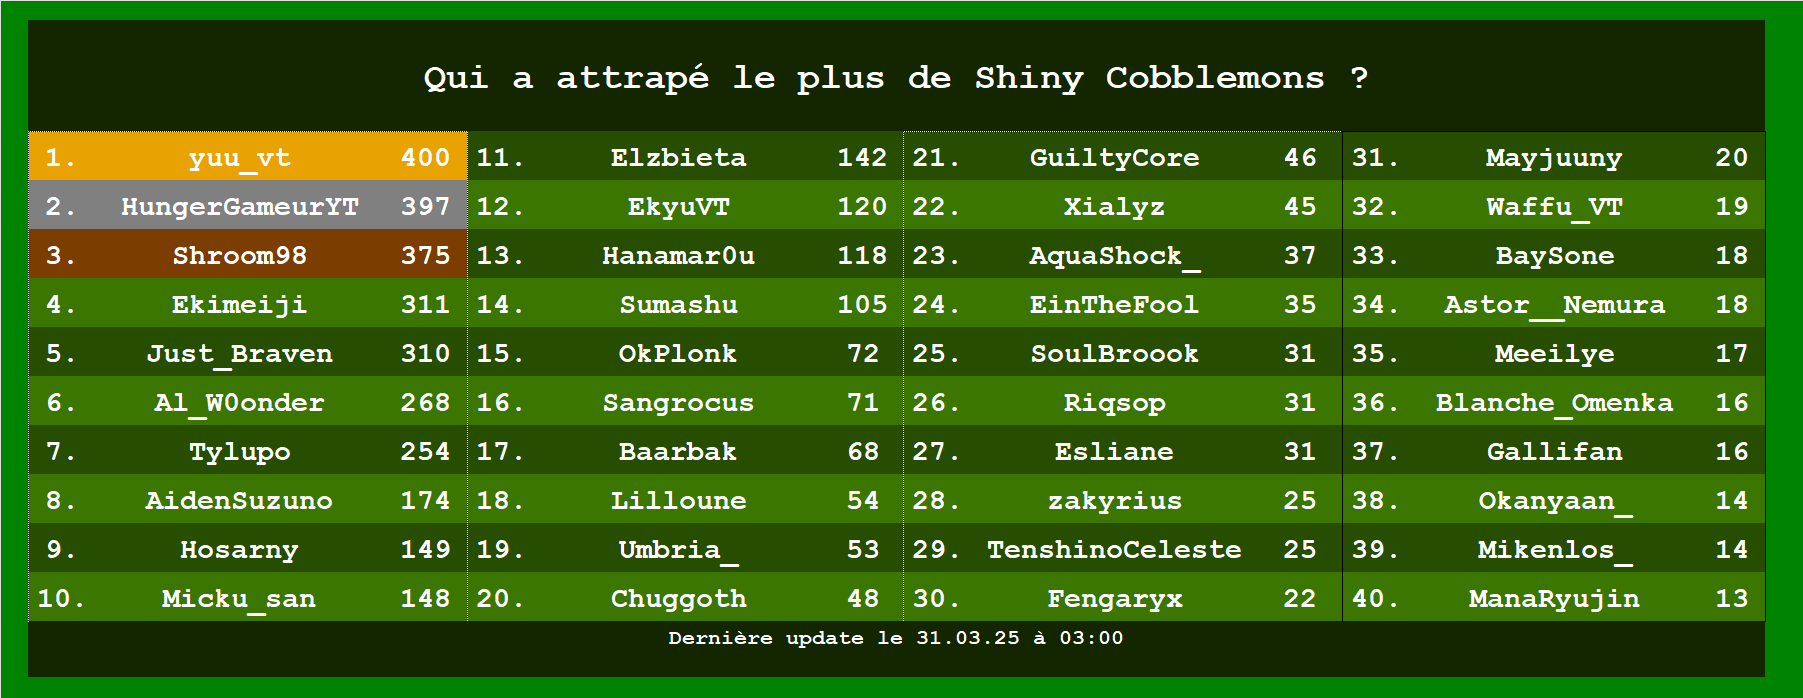 Qui a attrapé le plus de Shiny Cobblemons ?
1. yuu_vt 400
2. HungerGameurYT 397
3. Shroom98 375
4. Ekimeiji 311
5. Just_Braven 310
6. Al_W0onder 268
7. Tylupo 254
8. AidenSuzuno 174
9. Hosarny 149
10. Micku_san 148
11. Elzbieta 142
12. EkyuVT 120
13. Hanamar0u 118
14. Sumashu 105
15. OkPlonk 72
16. Sangrocus 71
17. Baarbak 68
18. Lilloune 54
19. Umbria_ 53
20. Chuggoth 48
21. GuiltyCore 46
22. Xialyz 45
23. AquaShock_ 37
24. EinTheFool 35
25. SoulBroook 31
26. Riqsop 31
27. Esliane 31
28. zakyrius 25
29. TenshinoCeleste 25
30. Fengaryx 22
31. Mayjuuny 20
32. Waffu_VT 19
33. BaySone 18
34. Astor__Nemura 18
35. Meeilye 17
36. Blanche_Omenka 16
37. Gallifan 16
38. Okanyaan_ 14
39. Mikenlos_ 14
40. ManaRyujin 13
Dernière update le 31.03.25 à 03:00